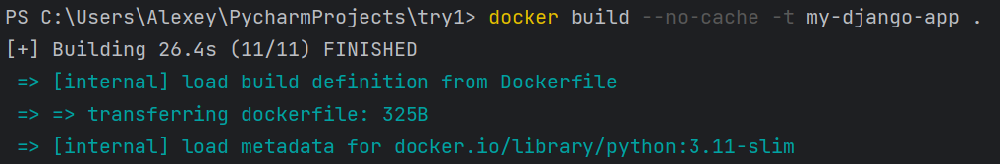 PS C:\Users\Alexey\PycharmProjects\try1> docker build --no-cache -t my-django-app .
[+] Building 26.4s (11/11) FINISHED
=> [internal] load build definition from Dockerfile
=> => transferring dockerfile: 325B
=> [internal] load metadata for docker.io/library/python:3.11-slim